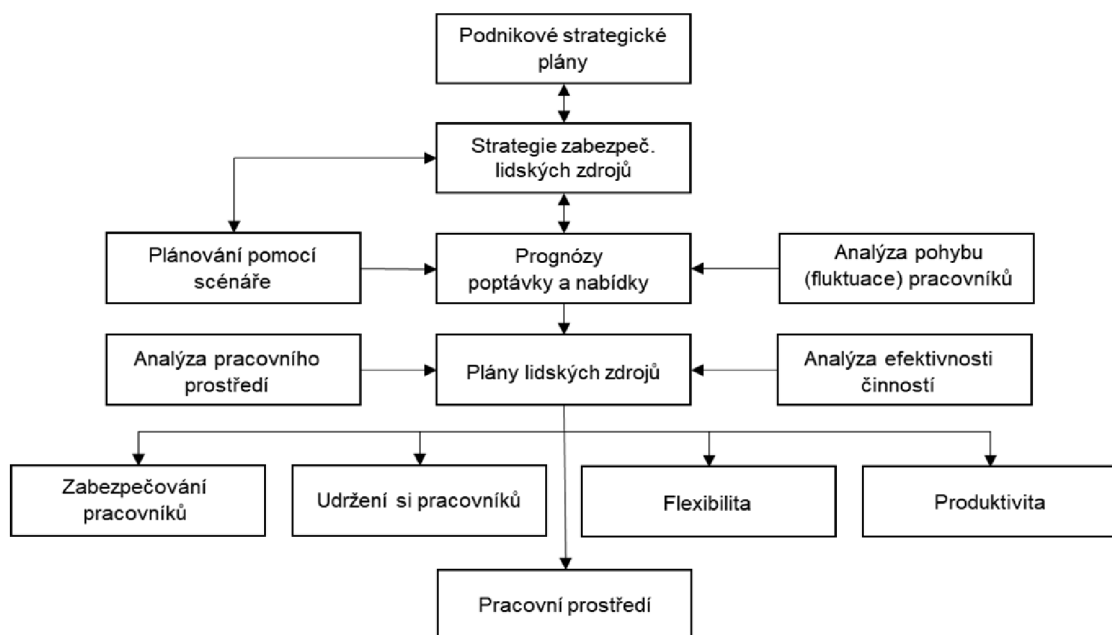 Podnikové strategické
plány
Strategie zabezpeč.
lidských zdrojů
Plánování pomocí
scénáře
Prognózy
poptávky a nabídky
Analýza pohybu
(fluktuace) pracovníků
Analýza pracovního
prostředí
Plány lidských zdrojů
Analýza efektivnosti
činností
Zabezpečování
pracovníků
Udržení si pracovníků
Flexibilita
Produktivita
Pracovní prostředí